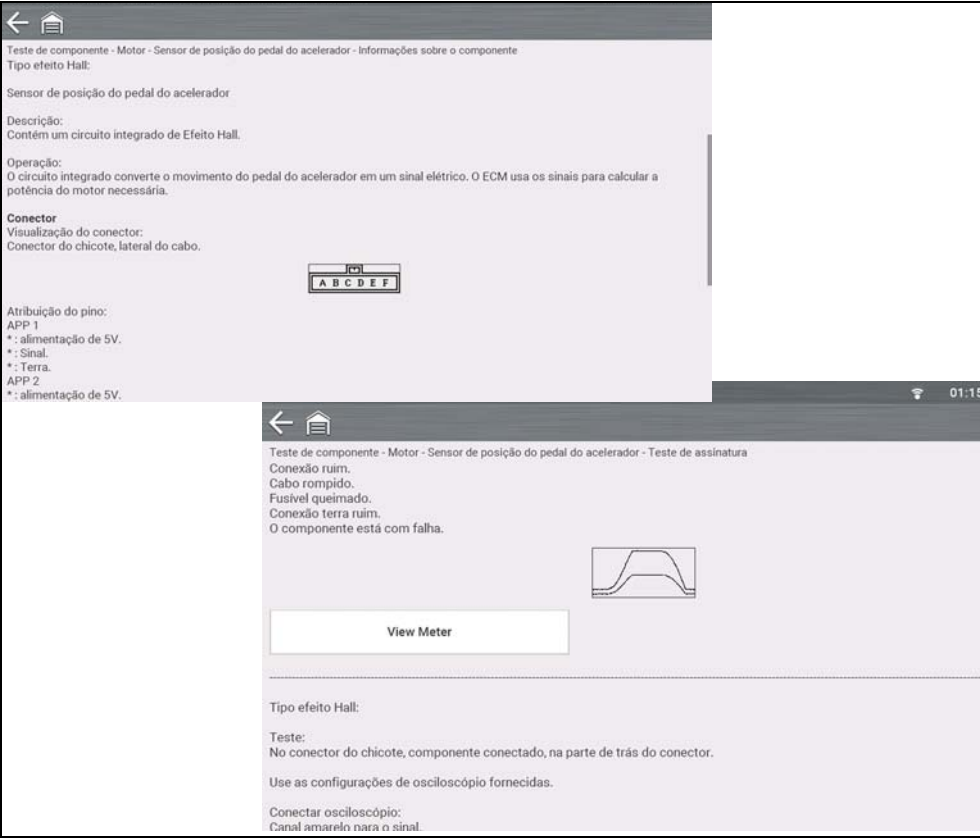 Teste de componente - Motor - Sensor de posição do pedal do acelerador - Informações sobre o componente
Tipo efeito Hall:
Sensor de posição do pedal do acelerador
Descrição:
Contém um circuito integrado de Efeito Hall.
Operação:
O circuito integrado converte o movimento do pedal do acelerador em um sinal elétrico. O ECM usa os sinais para calcular a
potência do motor necessária.
Conector
Visualização do conector:
Conector do chicote, lateral do cabo.
A B C D E F
Atribuição do pino:
APP 1
* : alimentação de 5V.
* : Sinal.
* : Terra.
APP 2
* : alimentação de 5V.
01:15
Teste de componente - Motor - Sensor de posição do pedal do acelerador - Teste de assinatura
Conexão ruim.
Cabo rompido.
Fusível queimado.
Conexão terra ruim.
O componente está com falha.
View Meter
Tipo efeito Hall:
Teste:
No conector do chicote, componente conectado, na parte de trás do conector.
Use as configurações de osciloscópio fornecidas.
Conectar osciloscópio:
Canal amarelo para o sinal.